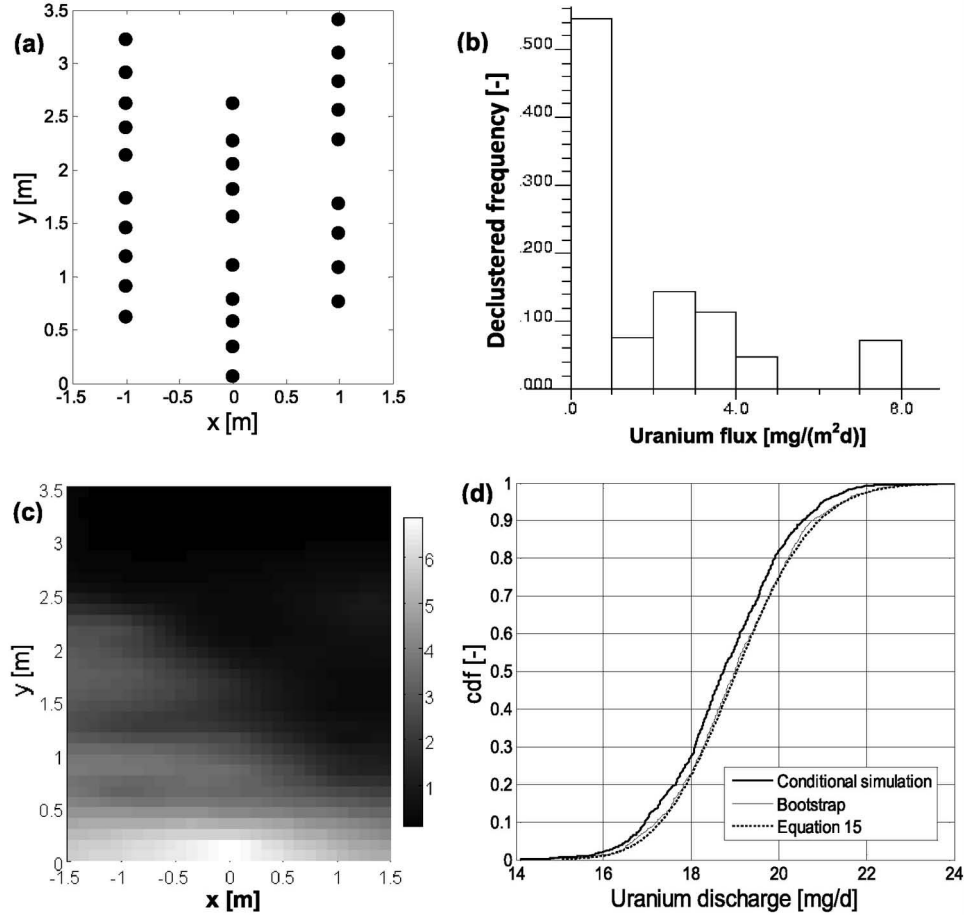 (a)
3.5
3
2.5
2
1.5
1
0.5
0
y [m]
-1.5 -1 -0.5 0 0.5 1 1.5
x [m]
(b)
Declustered frequency [-]
.500
.400
.300
.200
.100
.000
.0 4.0 8.0
Uranium flux [mg/(m²d)]
(c)
3.5
3
2.5
2
1.5
1
0.5
0
y [m]
-1.5 -1 -0.5 0 0.5 1 1.5
x [m]
6
5
4
3
2
1
(d)
1
0.9
0.8
0.7
0.6
0.5
0.4
0.3
0.2
0.1
0
cdf [-]
Conditional simulation
Bootstrap
Equation 15
14 16 18 20 22 24
Uranium discharge [mg/d]